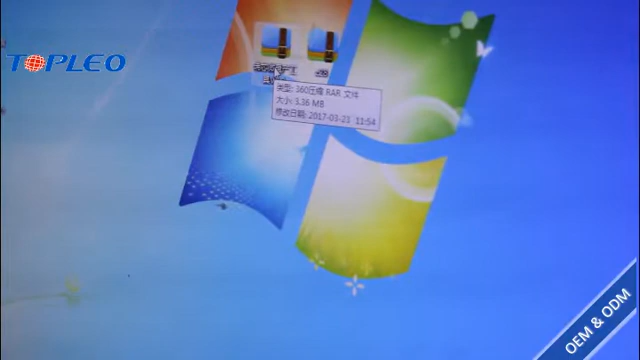 TOPLEO
类型: 360压缩 RAR 文件
大小: 3.36 MB
修改日期: 2017-03-23 11:54
OEM & ODM